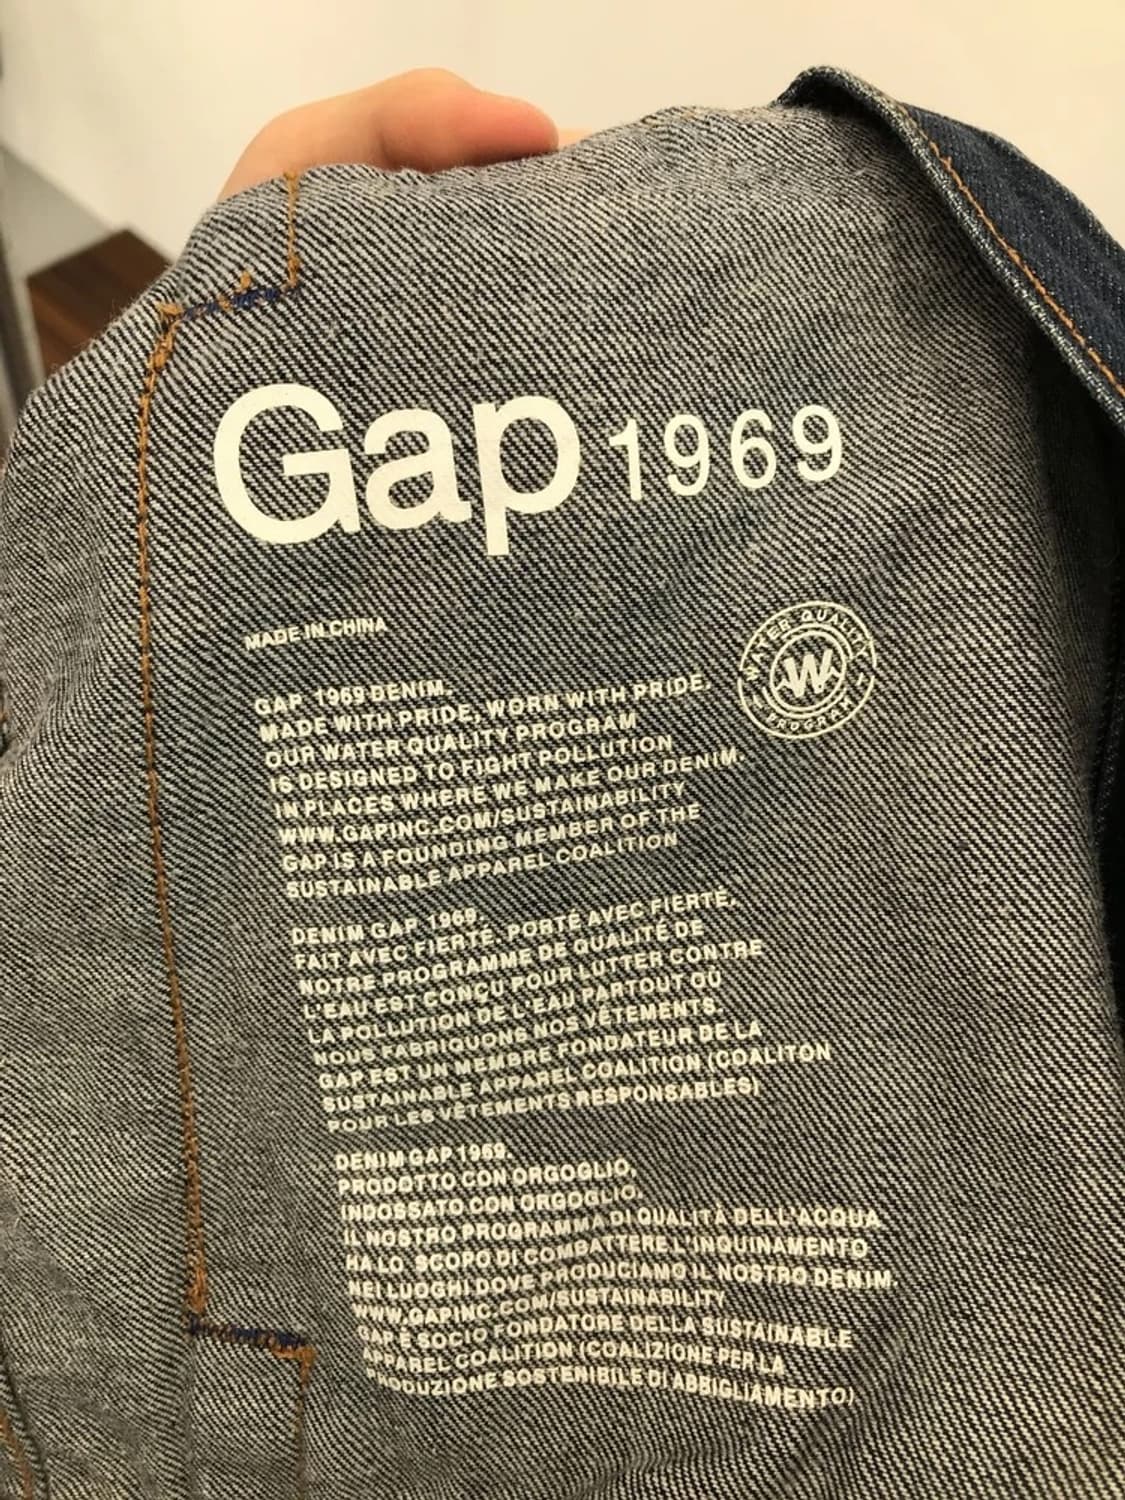 Gap 1969
MADE IN CHINA
WATER QUALITY
W
PROGRAM
GAP 1969 DENIM.
MADE WITH PRIDE, WORN WITH PRIDE.
OUR WATER QUALITY PROGRAM
IS DESIGNED TO FIGHT POLLUTION
IN PLACES WHERE WE MAKE OUR DENIM.
WWW.GAPINC.COM/SUSTAINABILITY
GAP IS A FOUNDING MEMBER OF THE
SUSTAINABLE APPAREL COALITION
DENIM GAP 1969.
FAIT AVEC FIERTÉ. PORTÉ AVEC FIERTÉ.
NOTRE PROGRAMME DE QUALITÉ DE
L'EAU EST CONÇU POUR LUTTER CONTRE
LA POLLUTION DE L'EAU PARTOUT OÙ
NOUS FABRIQUONS NOS VÊTEMENTS.
GAP EST UN MEMBRE FONDATEUR DE LA
SUSTAINABLE APPAREL COALITION (COALITON
POUR LES VÊTEMENTS RESPONSABLES)
DENIM GAP 1969.
PRODOTTO CON ORGOGLIO,
INDOSSATO CON ORGOGLIO.
IL NOSTRO PROGRAMMA DI QUALITÀ DELL'ACQUA
HA LO SCOPO DI COMBATTERE L'INQUINAMENTO
NEI LUOGHI DOVE PRODUCIAMO IL NOSTRO DENIM.
WWW.GAPINC.COM/SUSTAINABILITY
GAP È SOCIO FONDATORE DELLA SUSTAINABLE
APPAREL COALITION (COALIZIONE PER LA
PRODUZIONE SOSTENIBILE DI ABBIGLIAMENTO)